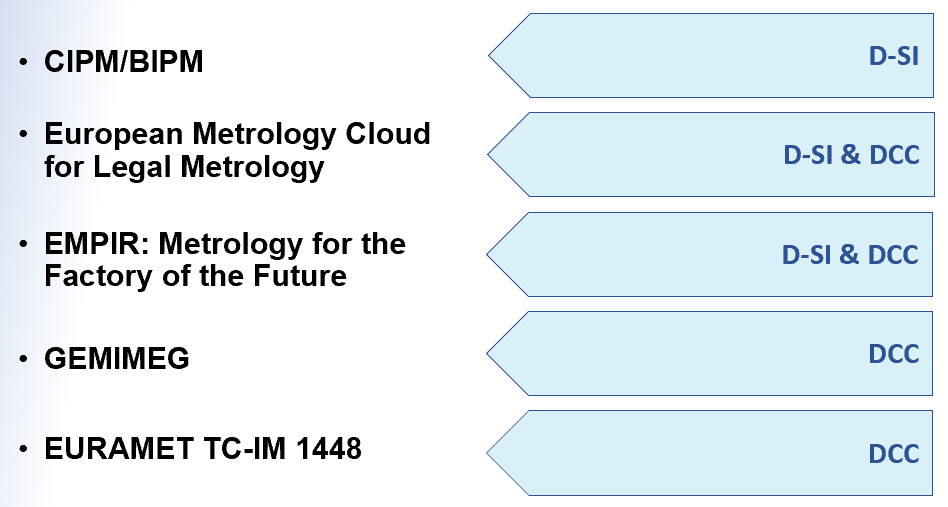 • CIPM/BIPM
D-SI
• European Metrology Cloud
for Legal Metrology
D-SI & DCC
• EMPIR: Metrology for the
Factory of the Future
D-SI & DCC
• GEMIMEG
DCC
• EURAMET TC-IM 1448
DCC